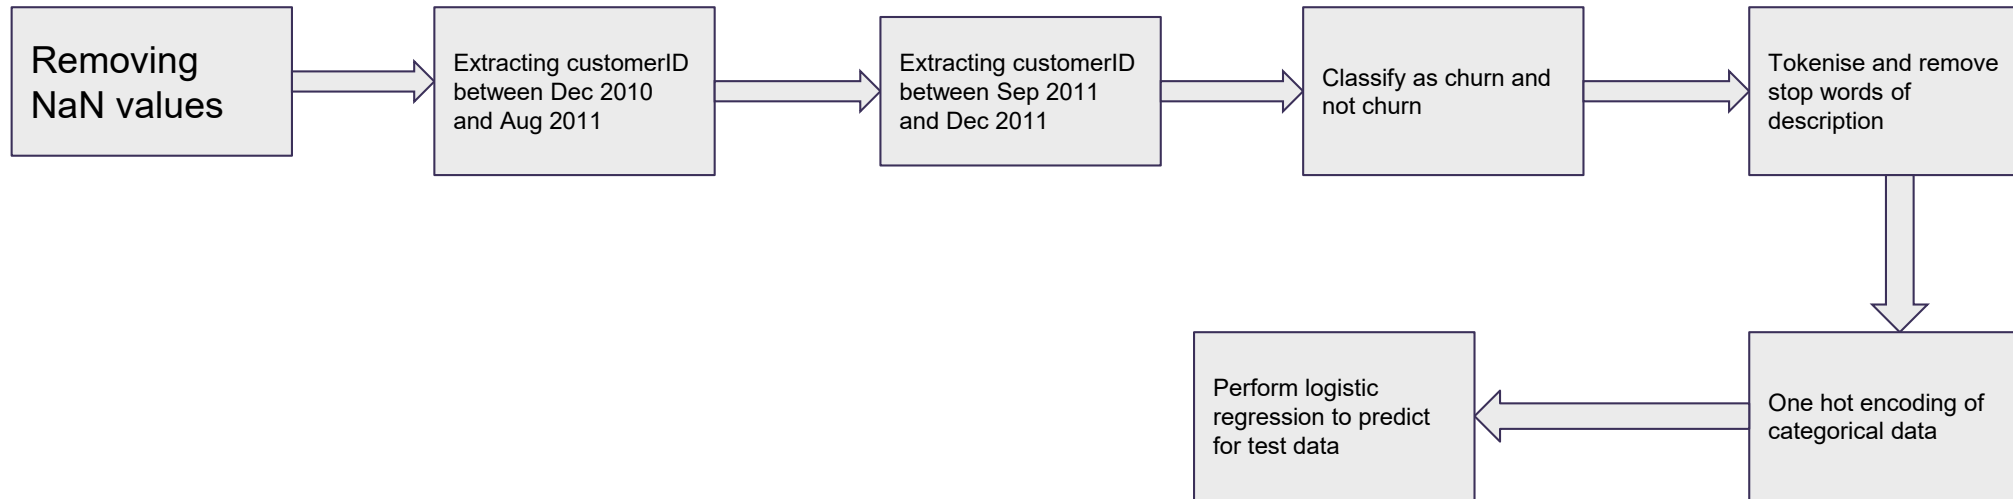 Removing
NaN values
Extracting customerID
between Dec 2010
and Aug 2011
Extracting customerID
between Sep 2011
and Dec 2011
Classify as churn and
not churn
Tokenise and remove
stop words of
description
One hot encoding of
categorical data
Perform logistic
regression to predict
for test data